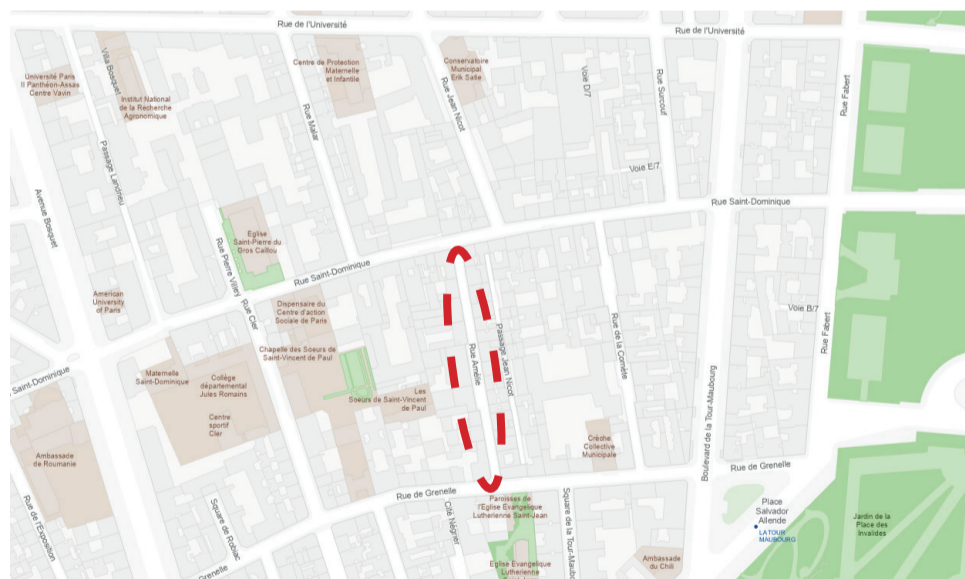 Rue de l'Université
Rue de l'Université
Villa Bosquet
Université Paris
II Panthéon-Assas
Centre Vavin
Institut National
de la Recherche
Agronomique
Centre de Protection
Maternelle
et Infantile
Conservatoire
Municipal
Erik Satie
Rue Malar
Rue Jean Nicot
Voie D/7
Rue Surcouf
Rue Fabert
Passage Landrieu
Voie E/7
Avenue Bosquet
Rue Saint-Dominique
Eglise
Saint-Pierre du
Gros Caillou
Rue Pierre Villey
Rue Saint-Dominique
American
University
of Paris
Rue Cler
Dispensaire du
Centre d'action
Sociale de Paris
Voie B/7
Rue Fabert
Chapelle des Soeurs de
Saint-Vincent de Paul
Rue Amélie
Passage Jean Nicot
Rue de la Comète
Boulevard de la Tour-Maubourg
Saint-Dominique
Maternelle
Saint-Dominique
Collège
départemental
Jules Romains
Centre
sportif
Cler
Les
Soeurs de Saint-Vincent
de Paul
Crèche
Collective
Municipale
Ambassade
de Roumanie
Rue de Grenelle
Rue de Grenelle
Rue de l'Exposition
Square de Robiac
Cité Négrier
Paroisses de
l'Eglise Evangelique
Lutherienne Saint-Jean
Square de la Tour-Maubourg
Place
Salvador
Allende
LA TOUR
MAUBOURG
Jardin de la
Place des
Invalides
Grenelle
Eglise Evangelique
Lutherienne
Ambassade
du Chili